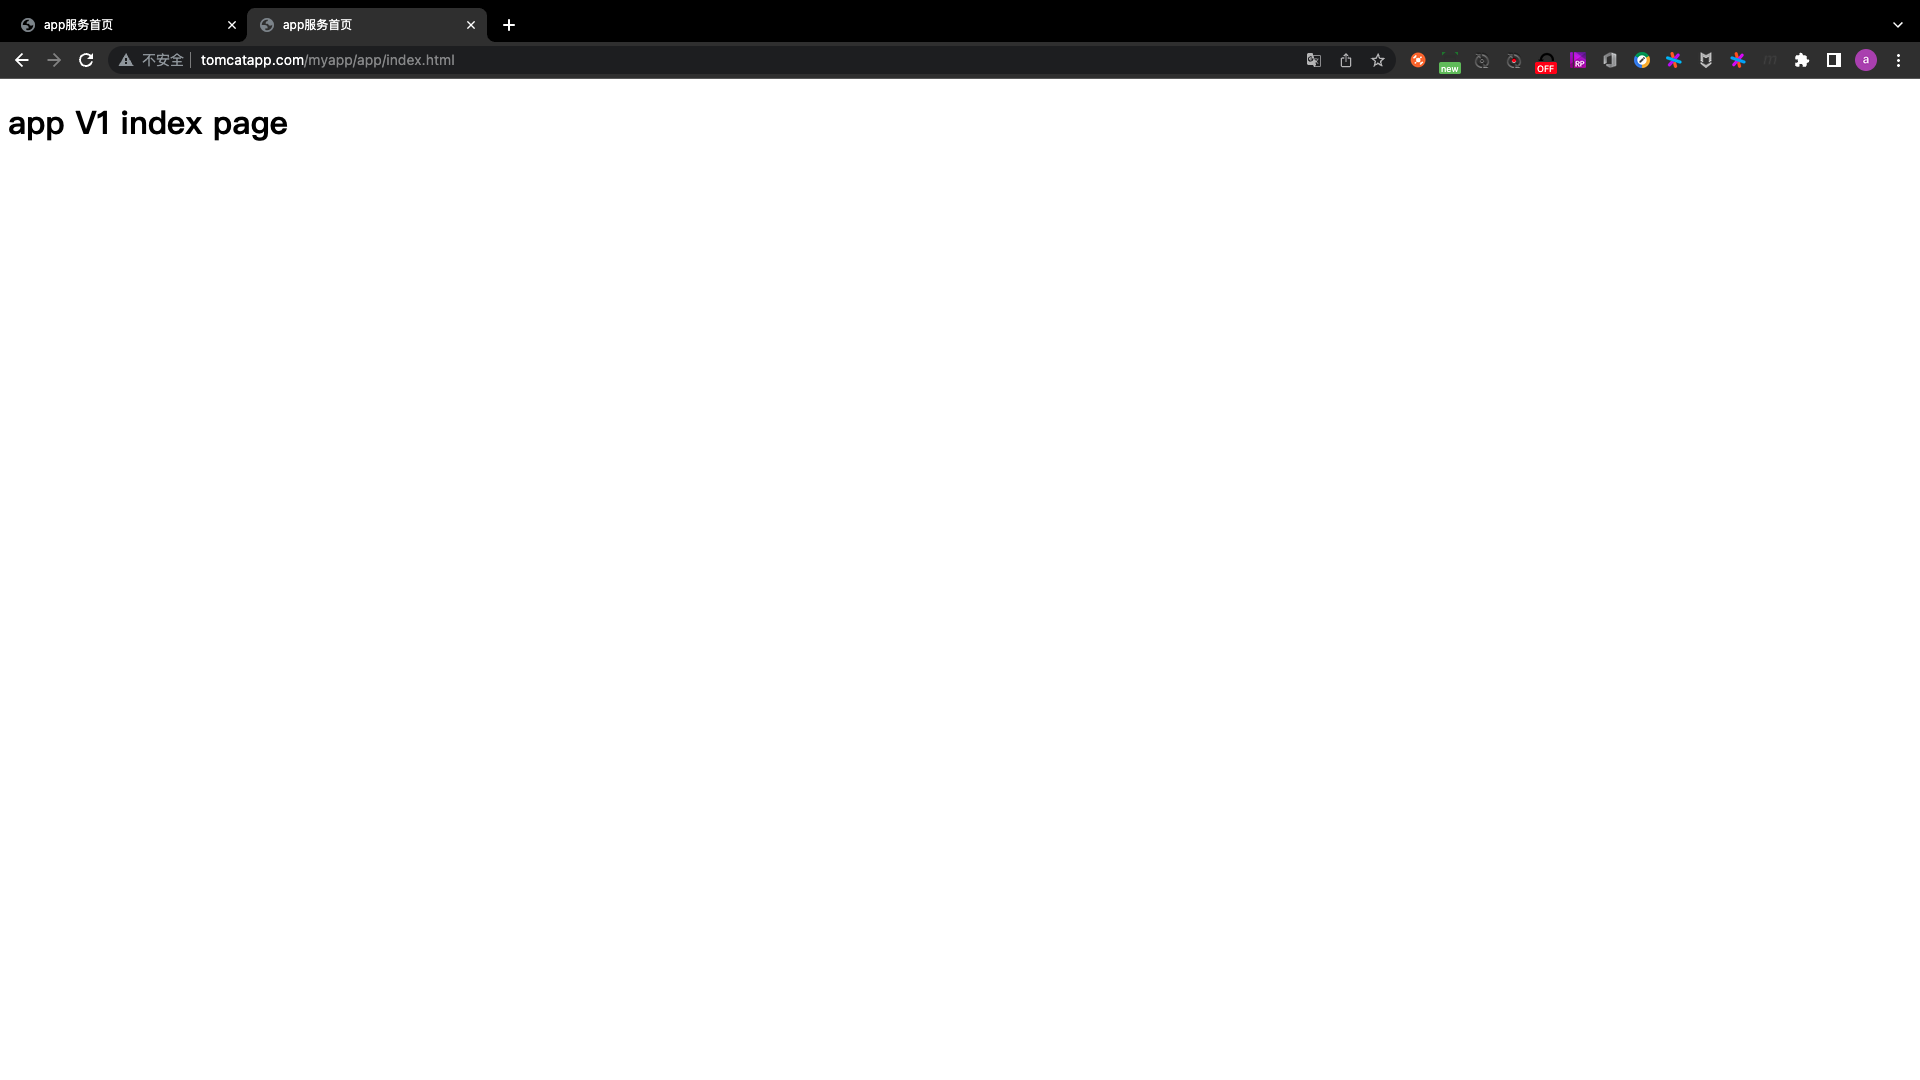 app服务首页
app服务首页
不安全
tomcatapp.com/myapp/app/index.html
new
OFF
RP
m
a
app V1 index page